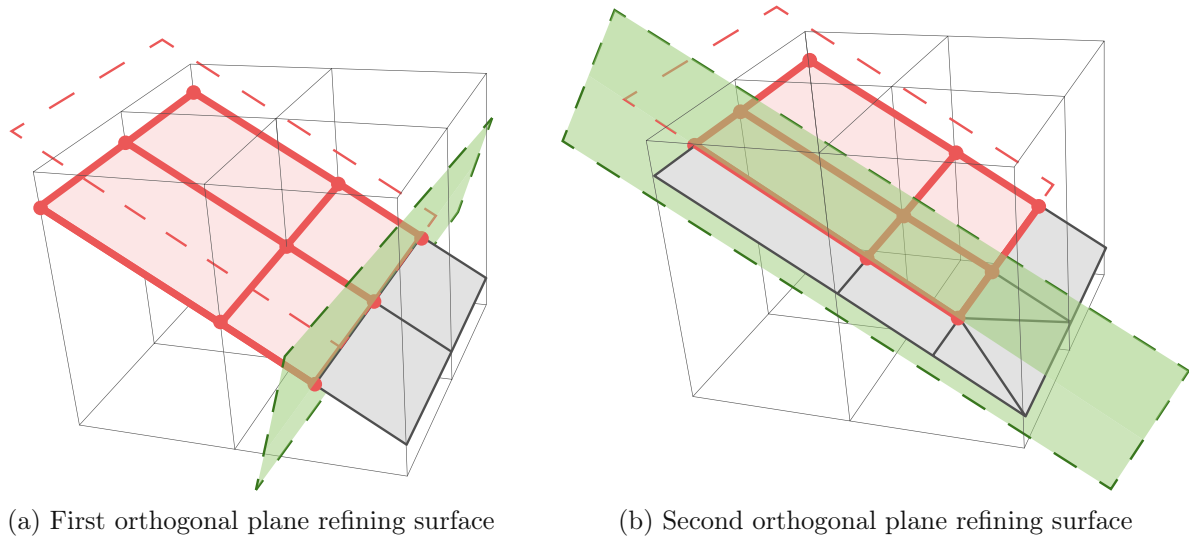 (a) First orthogonal plane refining surface
(b) Second orthogonal plane refining surface